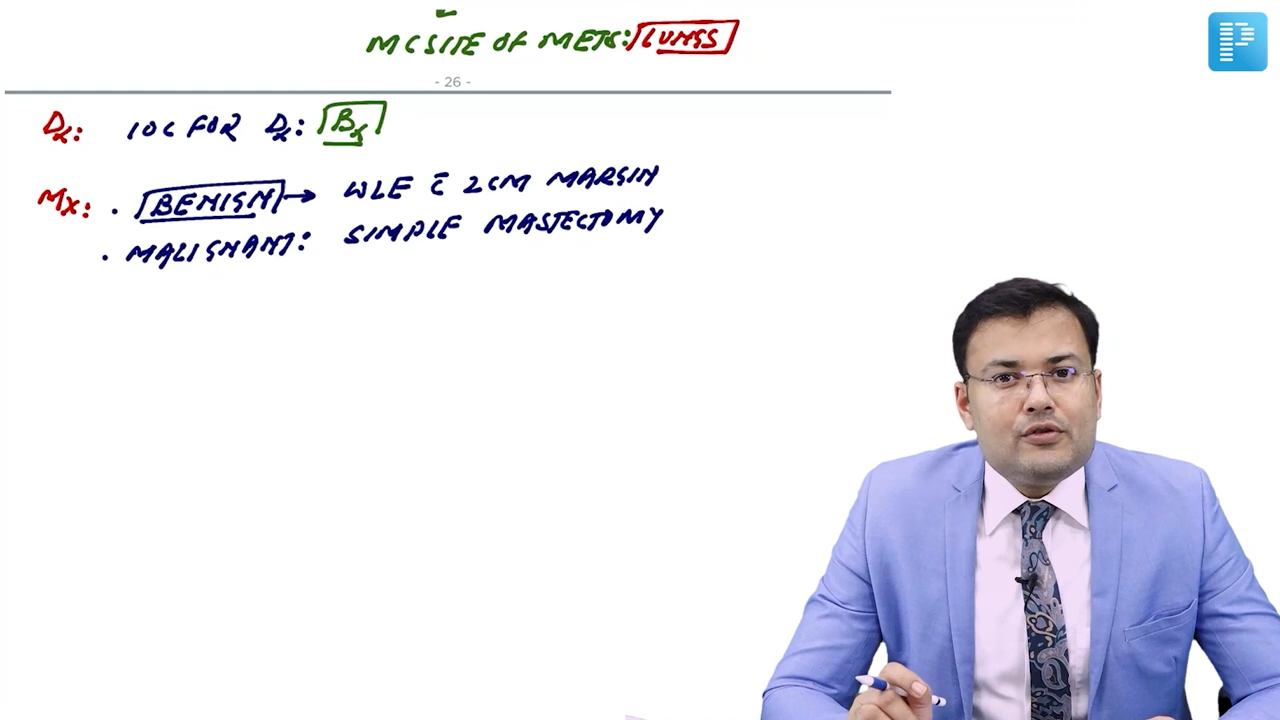 MC SITE OF METS: LUNGS
- 26 -
Dx: IOC FOR Dx: Bx
Mx: . BENIGN → WLE c̄ 2CM MARGIN
. MALIGNANT: SIMPLE MASTECTOMY